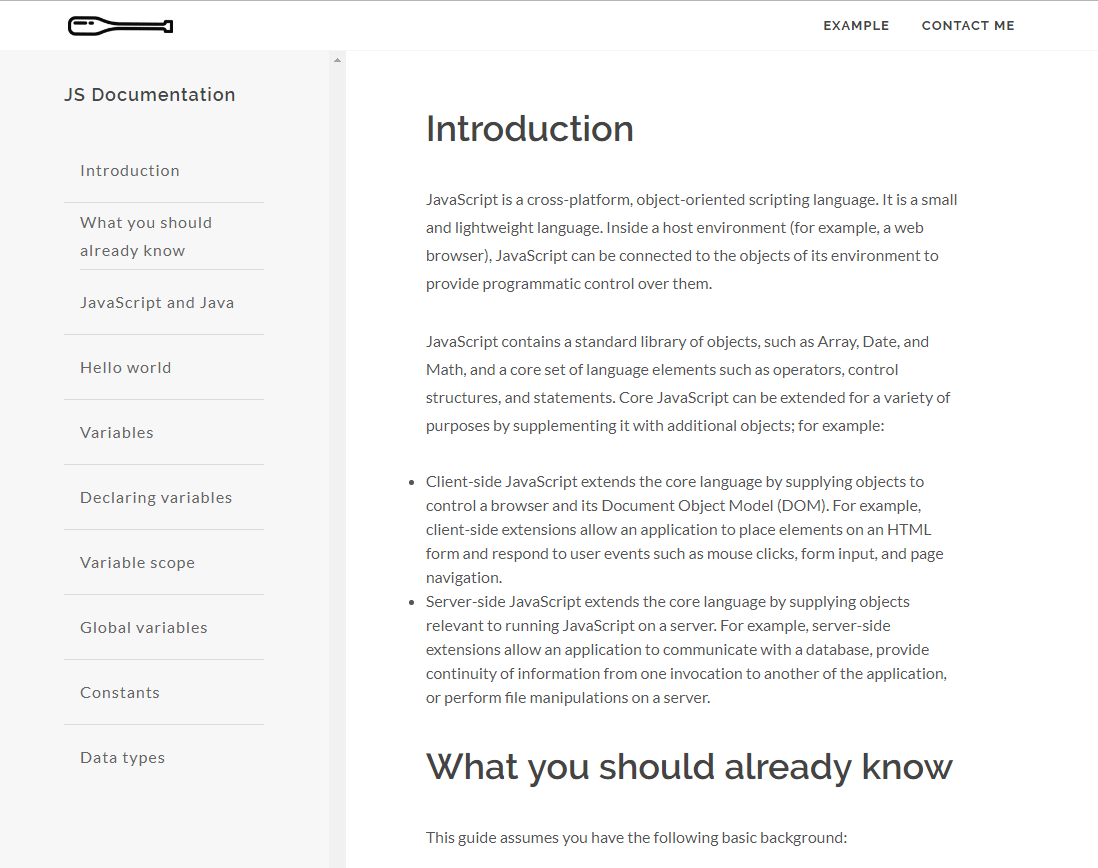 EXAMPLE CONTACT ME
JS Documentation
Introduction
What you should
already know
JavaScript and Java
Hello world
Variables
Declaring variables
Variable scope
Global variables
Constants
Data types
Introduction
JavaScript is a cross-platform, object-oriented scripting language. It is a small
and lightweight language. Inside a host environment (for example, a web
browser), JavaScript can be connected to the objects of its environment to
provide programmatic control over them.
JavaScript contains a standard library of objects, such as Array, Date, and
Math, and a core set of language elements such as operators, control
structures, and statements. Core JavaScript can be extended for a variety of
purposes by supplementing it with additional objects; for example:
• Client-side JavaScript extends the core language by supplying objects to
control a browser and its Document Object Model (DOM). For example,
client-side extensions allow an application to place elements on an HTML
form and respond to user events such as mouse clicks, form input, and page
navigation.
• Server-side JavaScript extends the core language by supplying objects
relevant to running JavaScript on a server. For example, server-side
extensions allow an application to communicate with a database, provide
continuity of information from one invocation to another of the application,
or perform file manipulations on a server.
What you should already know
This guide assumes you have the following basic background: